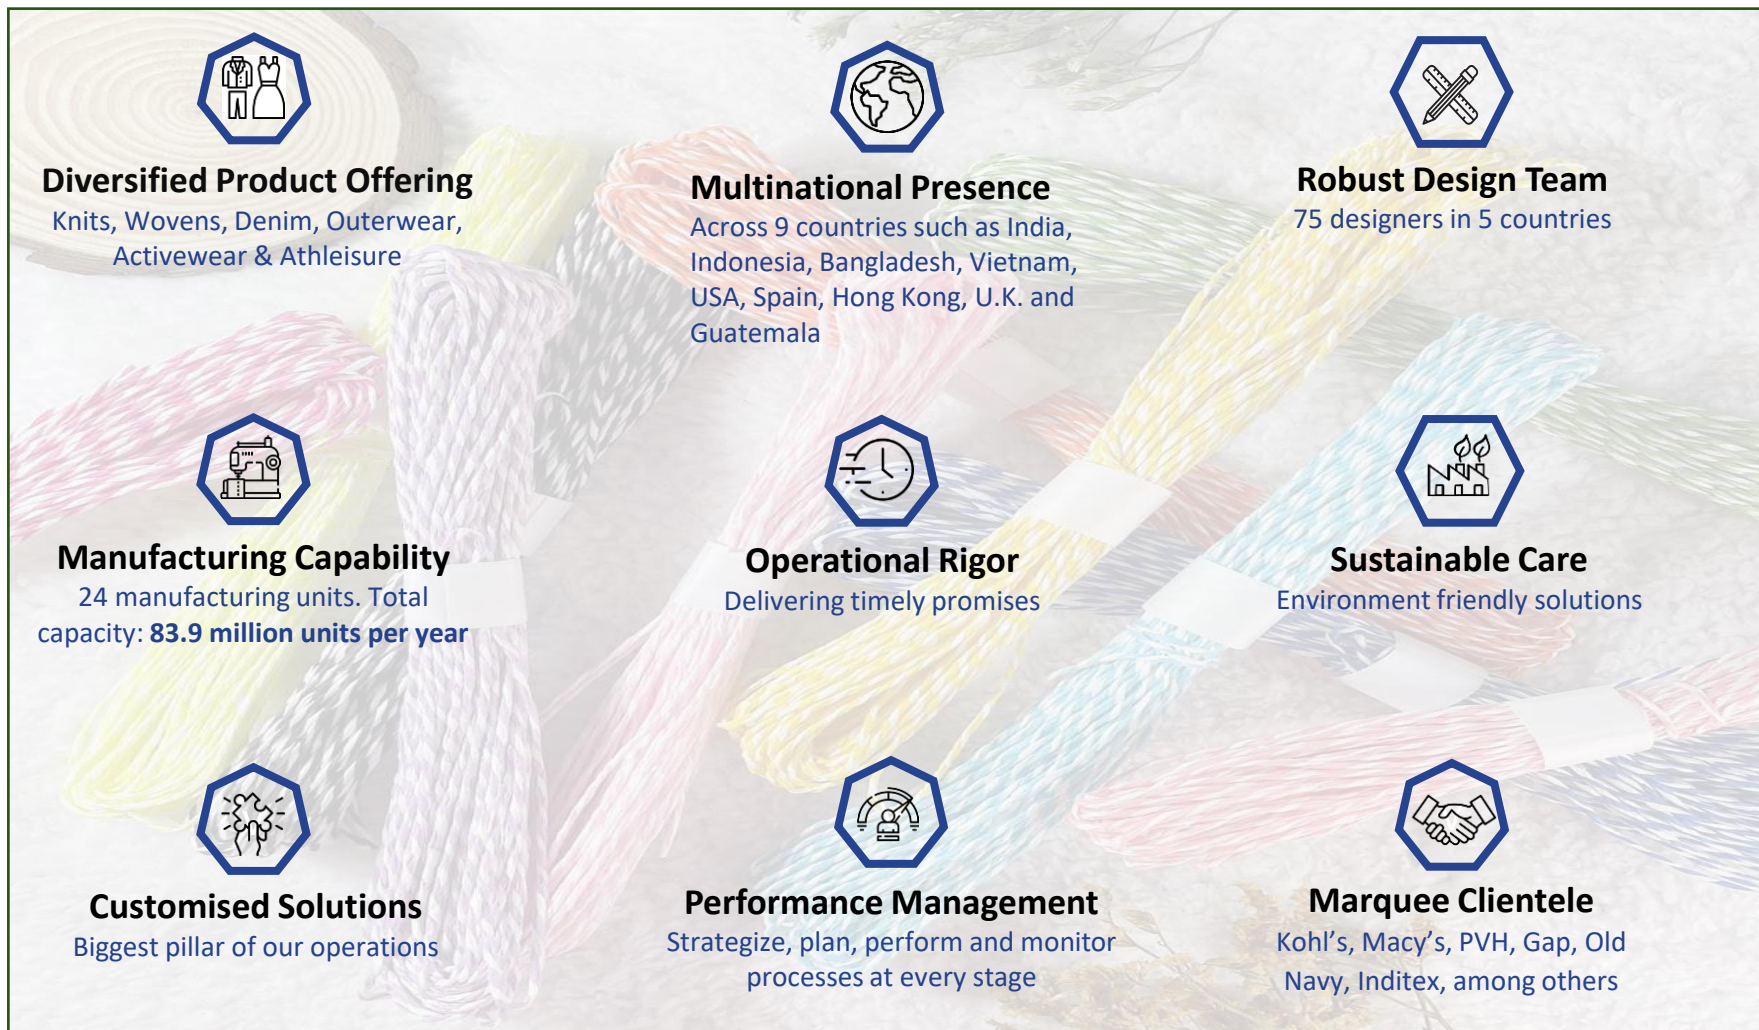 Diversified Product Offering
Knits, Wovens, Denim, Outerwear,
Activewear & Athleisure
Multinational Presence
Across 9 countries such as India,
Indonesia, Bangladesh, Vietnam,
USA, Spain, Hong Kong, U.K. and
Guatemala
Robust Design Team
75 designers in 5 countries
Manufacturing Capability
24 manufacturing units. Total
capacity: 83.9 million units per year
Operational Rigor
Delivering timely promises
Sustainable Care
Environment friendly solutions
Customised Solutions
Biggest pillar of our operations
Performance Management
Strategize, plan, perform and monitor
processes at every stage
Marquee Clientele
Kohl’s, Macy’s, PVH, Gap, Old
Navy, Inditex, among others